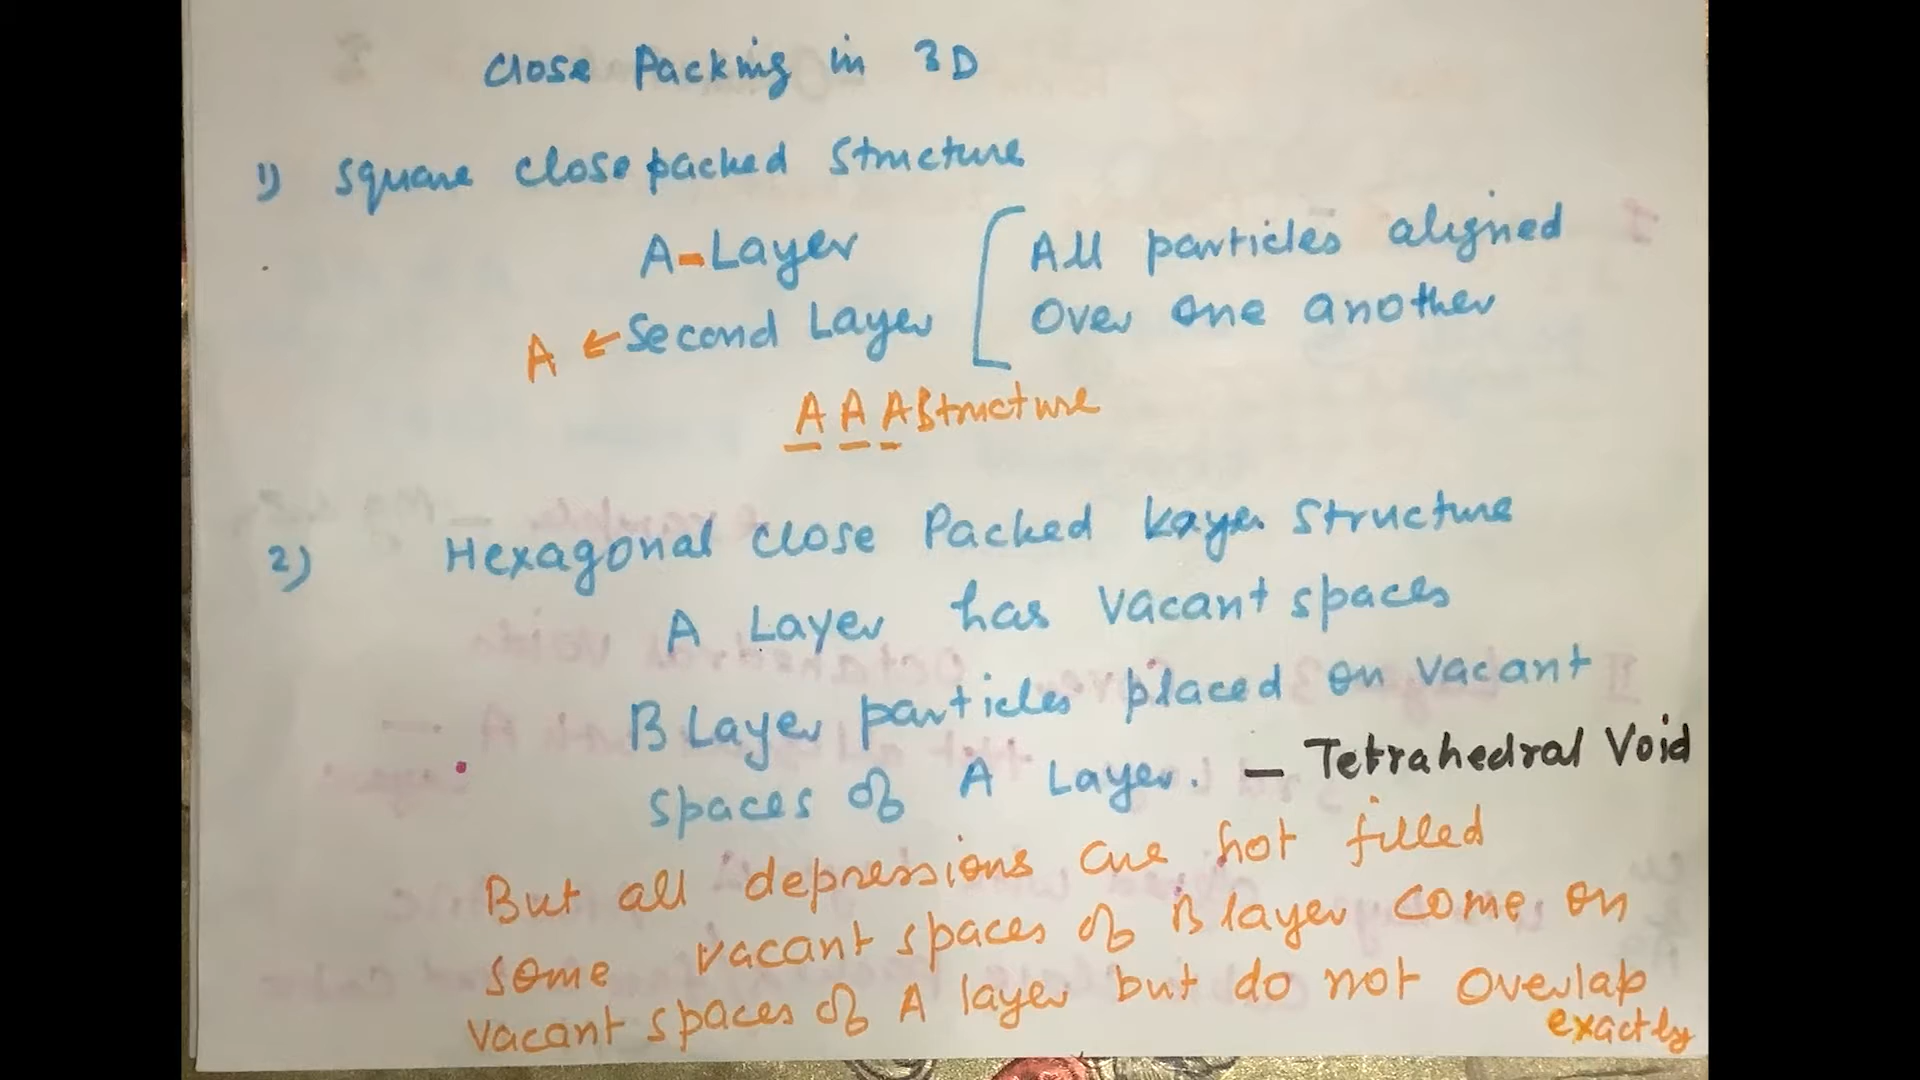 Close Packing in 3D
1) Square close packed Structure
A-Layer
All particles aligned
A ← Second Layer
Over one another
A A A Structure
2) Hexagonal close Packed Layer Structure
A Layer has vacant spaces
B Layer particles placed on vacant
spaces of A Layer. — Tetrahedral Void
But all depressions are not filled
some vacant spaces of B layer come on
vacant spaces of A layer but do not overlap
exactly